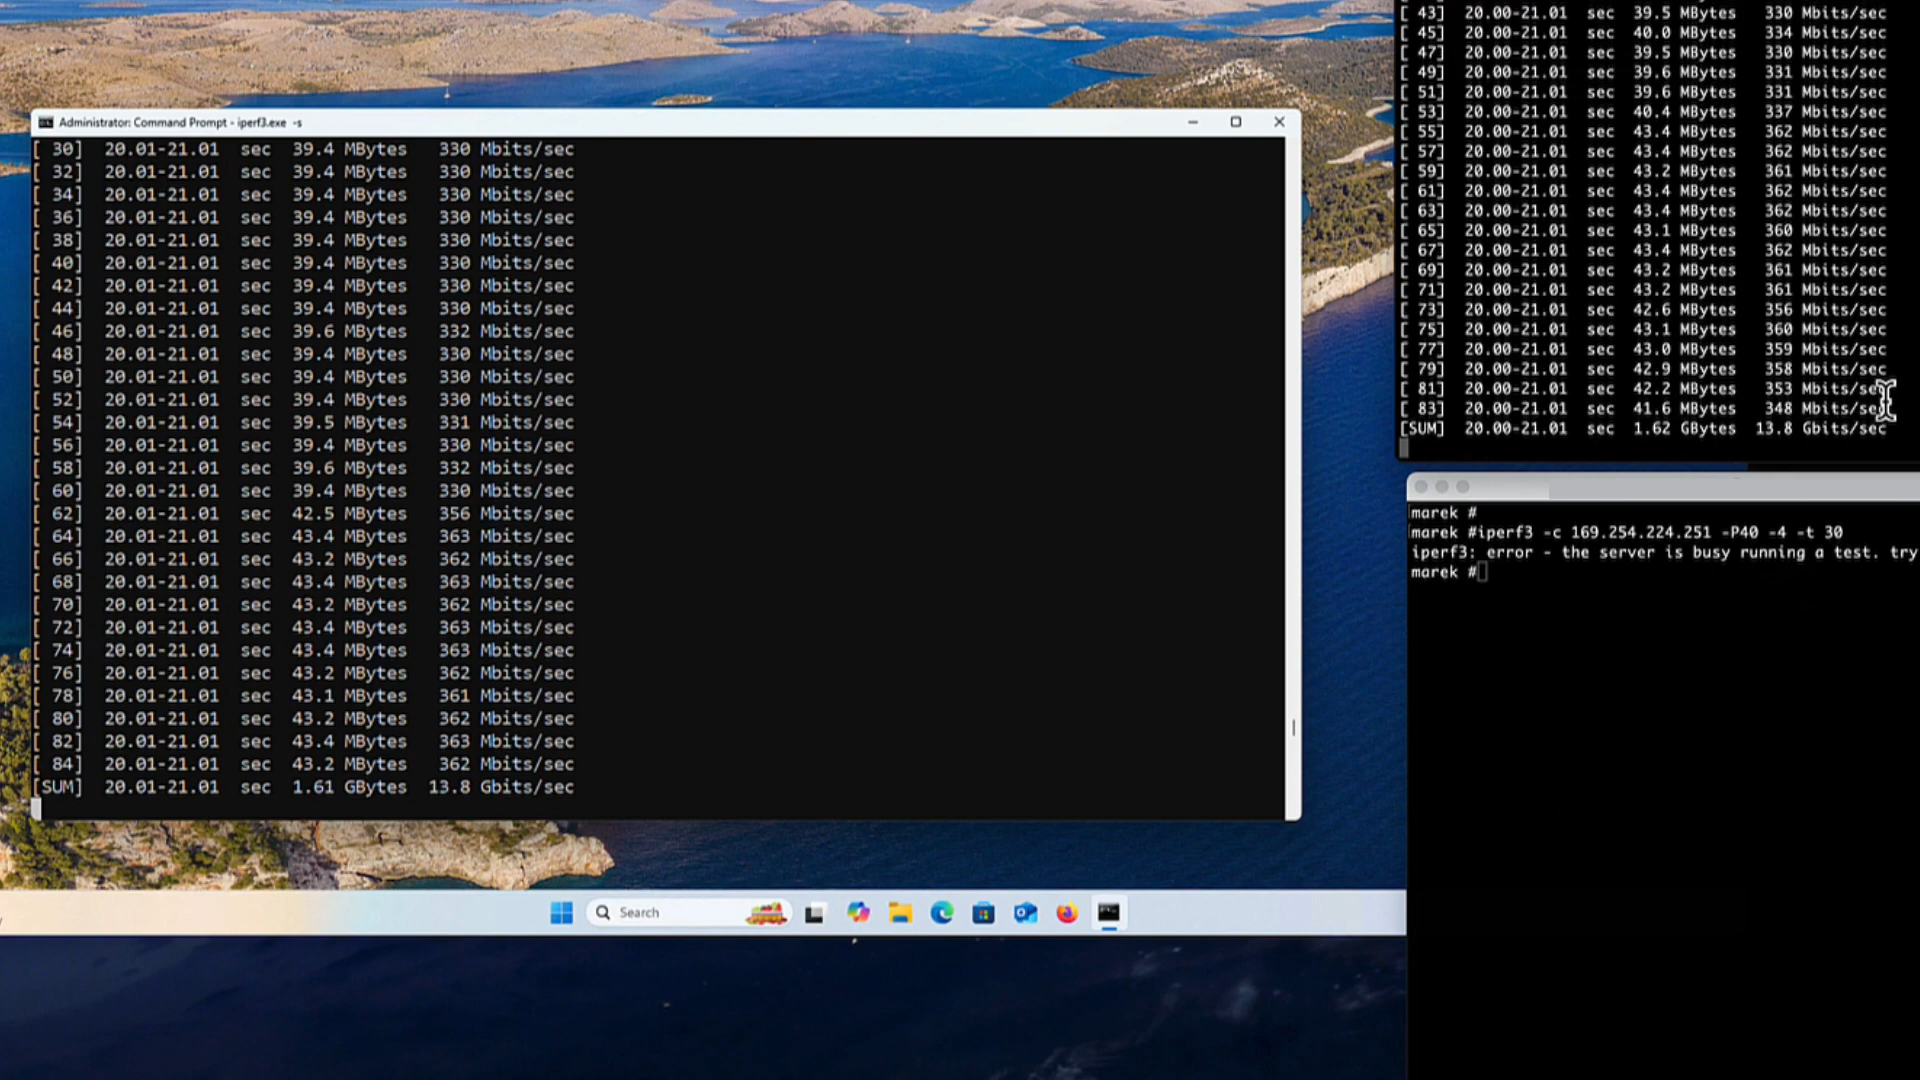 Administrator: Command Prompt - iperf3.exe -s
[ 30]  20.01-21.01  sec  39.4 MBytes   330 Mbits/sec
[ 32]  20.01-21.01  sec  39.4 MBytes   330 Mbits/sec
[ 34]  20.01-21.01  sec  39.4 MBytes   330 Mbits/sec
[ 36]  20.01-21.01  sec  39.4 MBytes   330 Mbits/sec
[ 38]  20.01-21.01  sec  39.4 MBytes   330 Mbits/sec
[ 40]  20.01-21.01  sec  39.4 MBytes   330 Mbits/sec
[ 42]  20.01-21.01  sec  39.4 MBytes   330 Mbits/sec
[ 44]  20.01-21.01  sec  39.4 MBytes   330 Mbits/sec
[ 46]  20.01-21.01  sec  39.6 MBytes   332 Mbits/sec
[ 48]  20.01-21.01  sec  39.4 MBytes   330 Mbits/sec
[ 50]  20.01-21.01  sec  39.4 MBytes   330 Mbits/sec
[ 52]  20.01-21.01  sec  39.4 MBytes   330 Mbits/sec
[ 54]  20.01-21.01  sec  39.5 MBytes   331 Mbits/sec
[ 56]  20.01-21.01  sec  39.4 MBytes   330 Mbits/sec
[ 58]  20.01-21.01  sec  39.6 MBytes   332 Mbits/sec
[ 60]  20.01-21.01  sec  39.4 MBytes   330 Mbits/sec
[ 62]  20.01-21.01  sec  42.5 MBytes   356 Mbits/sec
[ 64]  20.01-21.01  sec  43.4 MBytes   363 Mbits/sec
[ 66]  20.01-21.01  sec  43.2 MBytes   362 Mbits/sec
[ 68]  20.01-21.01  sec  43.4 MBytes   363 Mbits/sec
[ 70]  20.01-21.01  sec  43.2 MBytes   362 Mbits/sec
[ 72]  20.01-21.01  sec  43.4 MBytes   363 Mbits/sec
[ 74]  20.01-21.01  sec  43.4 MBytes   363 Mbits/sec
[ 76]  20.01-21.01  sec  43.2 MBytes   362 Mbits/sec
[ 78]  20.01-21.01  sec  43.1 MBytes   361 Mbits/sec
[ 80]  20.01-21.01  sec  43.2 MBytes   362 Mbits/sec
[ 82]  20.01-21.01  sec  43.4 MBytes   363 Mbits/sec
[ 84]  20.01-21.01  sec  43.2 MBytes   362 Mbits/sec
[SUM]  20.01-21.01  sec  1.61 GBytes  13.8 Gbits/sec
Search
[ 43]  20.00-21.01  sec  39.5 MBytes   330 Mbits/sec
[ 45]  20.00-21.01  sec  40.0 MBytes   334 Mbits/sec
[ 47]  20.00-21.01  sec  39.5 MBytes   330 Mbits/sec
[ 49]  20.00-21.01  sec  39.6 MBytes   331 Mbits/sec
[ 51]  20.00-21.01  sec  39.6 MBytes   331 Mbits/sec
[ 53]  20.00-21.01  sec  40.4 MBytes   337 Mbits/sec
[ 55]  20.00-21.01  sec  43.4 MBytes   362 Mbits/sec
[ 57]  20.00-21.01  sec  43.4 MBytes   362 Mbits/sec
[ 59]  20.00-21.01  sec  43.2 MBytes   361 Mbits/sec
[ 61]  20.00-21.01  sec  43.4 MBytes   362 Mbits/sec
[ 63]  20.00-21.01  sec  43.4 MBytes   362 Mbits/sec
[ 65]  20.00-21.01  sec  43.1 MBytes   360 Mbits/sec
[ 67]  20.00-21.01  sec  43.4 MBytes   362 Mbits/sec
[ 69]  20.00-21.01  sec  43.2 MBytes   361 Mbits/sec
[ 71]  20.00-21.01  sec  43.2 MBytes   361 Mbits/sec
[ 73]  20.00-21.01  sec  42.6 MBytes   356 Mbits/sec
[ 75]  20.00-21.01  sec  43.1 MBytes   360 Mbits/sec
[ 77]  20.00-21.01  sec  43.0 MBytes   359 Mbits/sec
[ 79]  20.00-21.01  sec  42.9 MBytes   358 Mbits/sec
[ 81]  20.00-21.01  sec  42.2 MBytes   353 Mbits/sec
[ 83]  20.00-21.01  sec  41.6 MBytes   348 Mbits/sec
[SUM]  20.00-21.01  sec  1.62 GBytes  13.8 Gbits/sec
marek #
marek #iperf3 -c 169.254.224.251 -P40 -4 -t 30
iperf3: error - the server is busy running a test. try
marek #